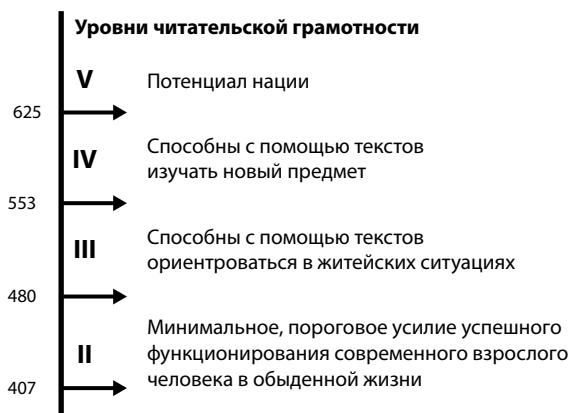 Уровни читательской грамотности
V
Потенциал нации
625
IV
Способны с помощью текстов
изучать новый предмет
553
III
Способны с помощью текстов
ориентроваться в житейских ситуациях
480
II
Минимальное, пороговое усилие успешного
функционирования современного взрослого
человека в обыденной жизни
407